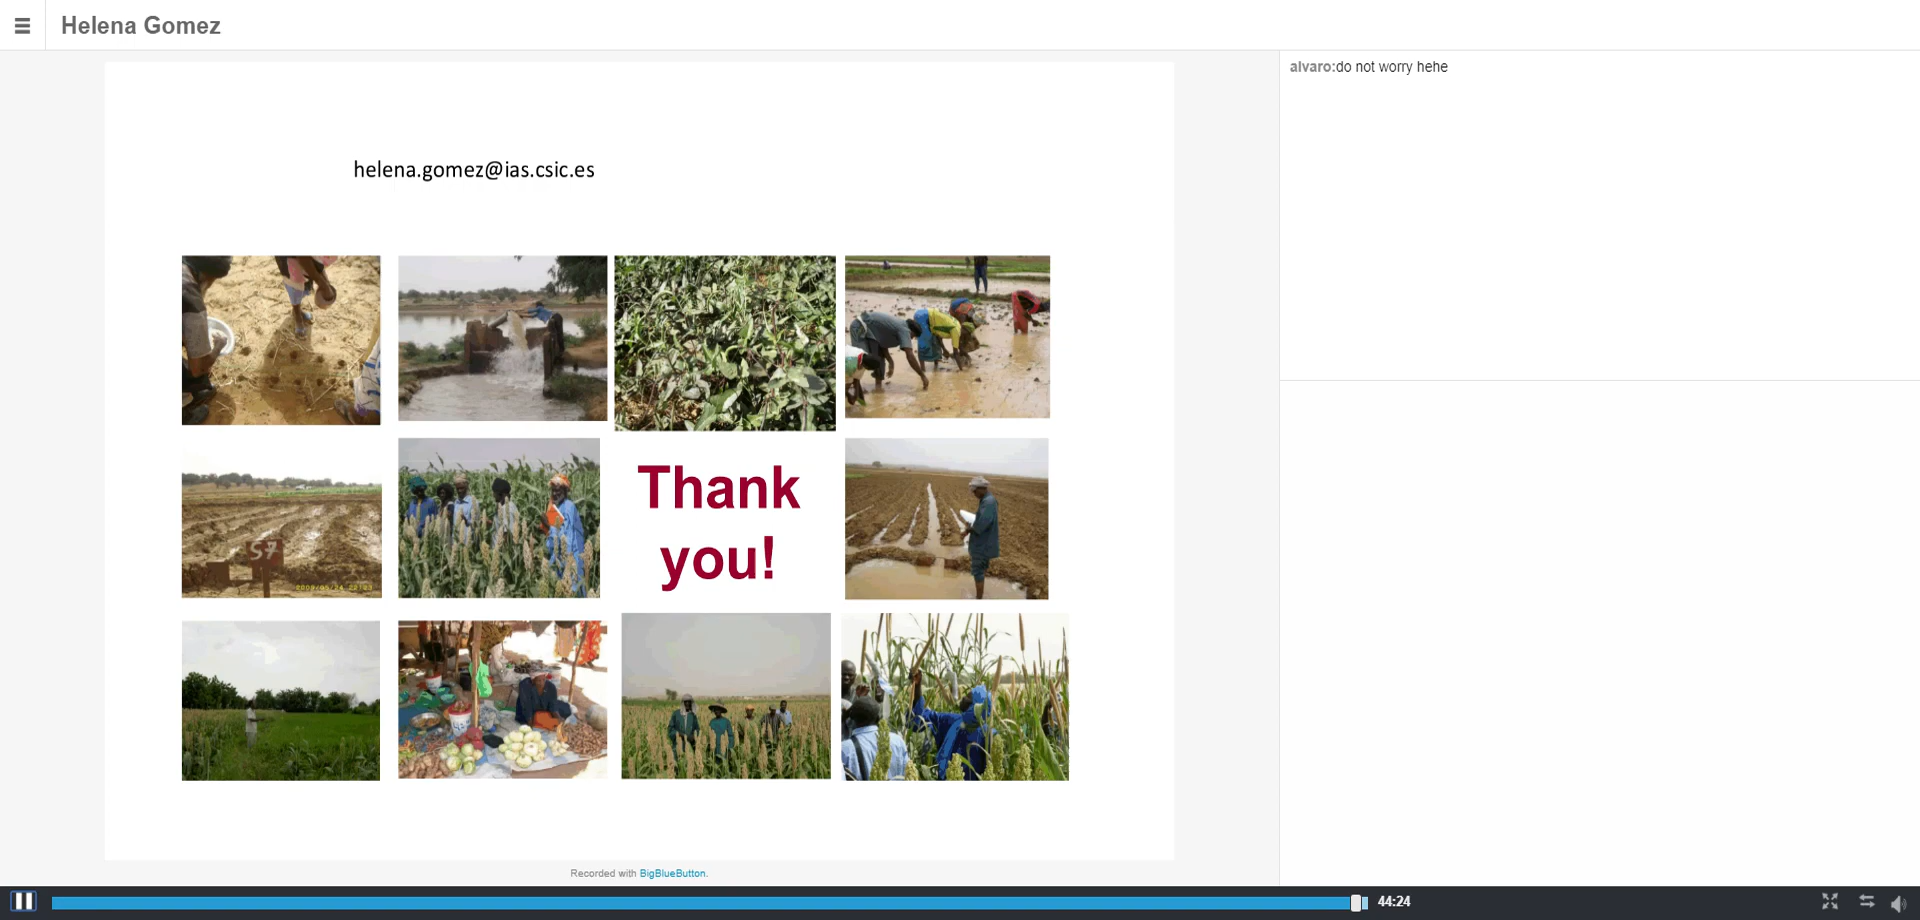 Helena Gomez
alvaro:do not worry hehe
helena.gomez@ias.csic.es
Thank
you!
S7
Recorded with BigBlueButton.
44:24